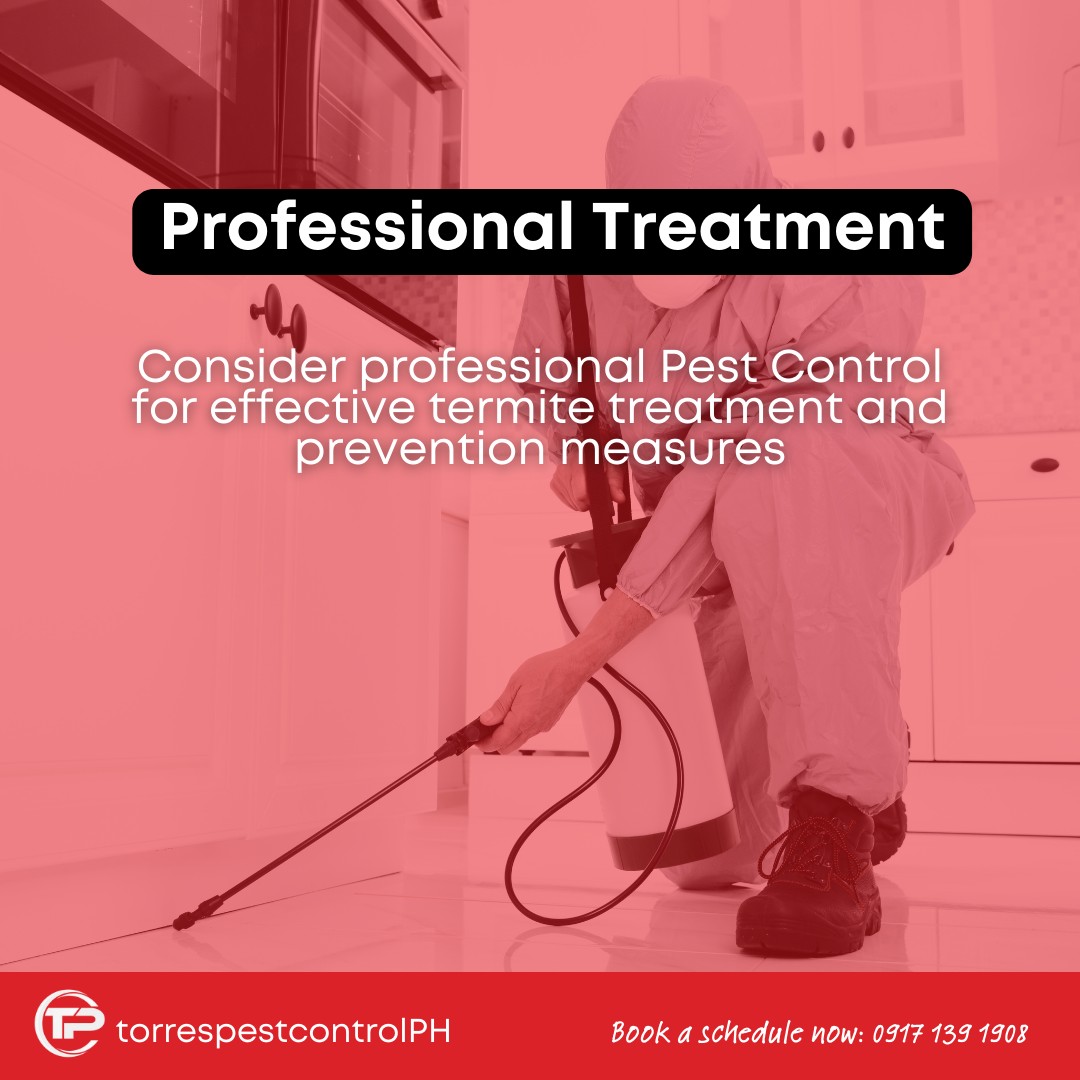 Professional Treatment
Consider professional Pest Control
for effective termite treatment and
prevention measures
TP
torrespestcontrolPH
Book a schedule now: 0917 139 1908